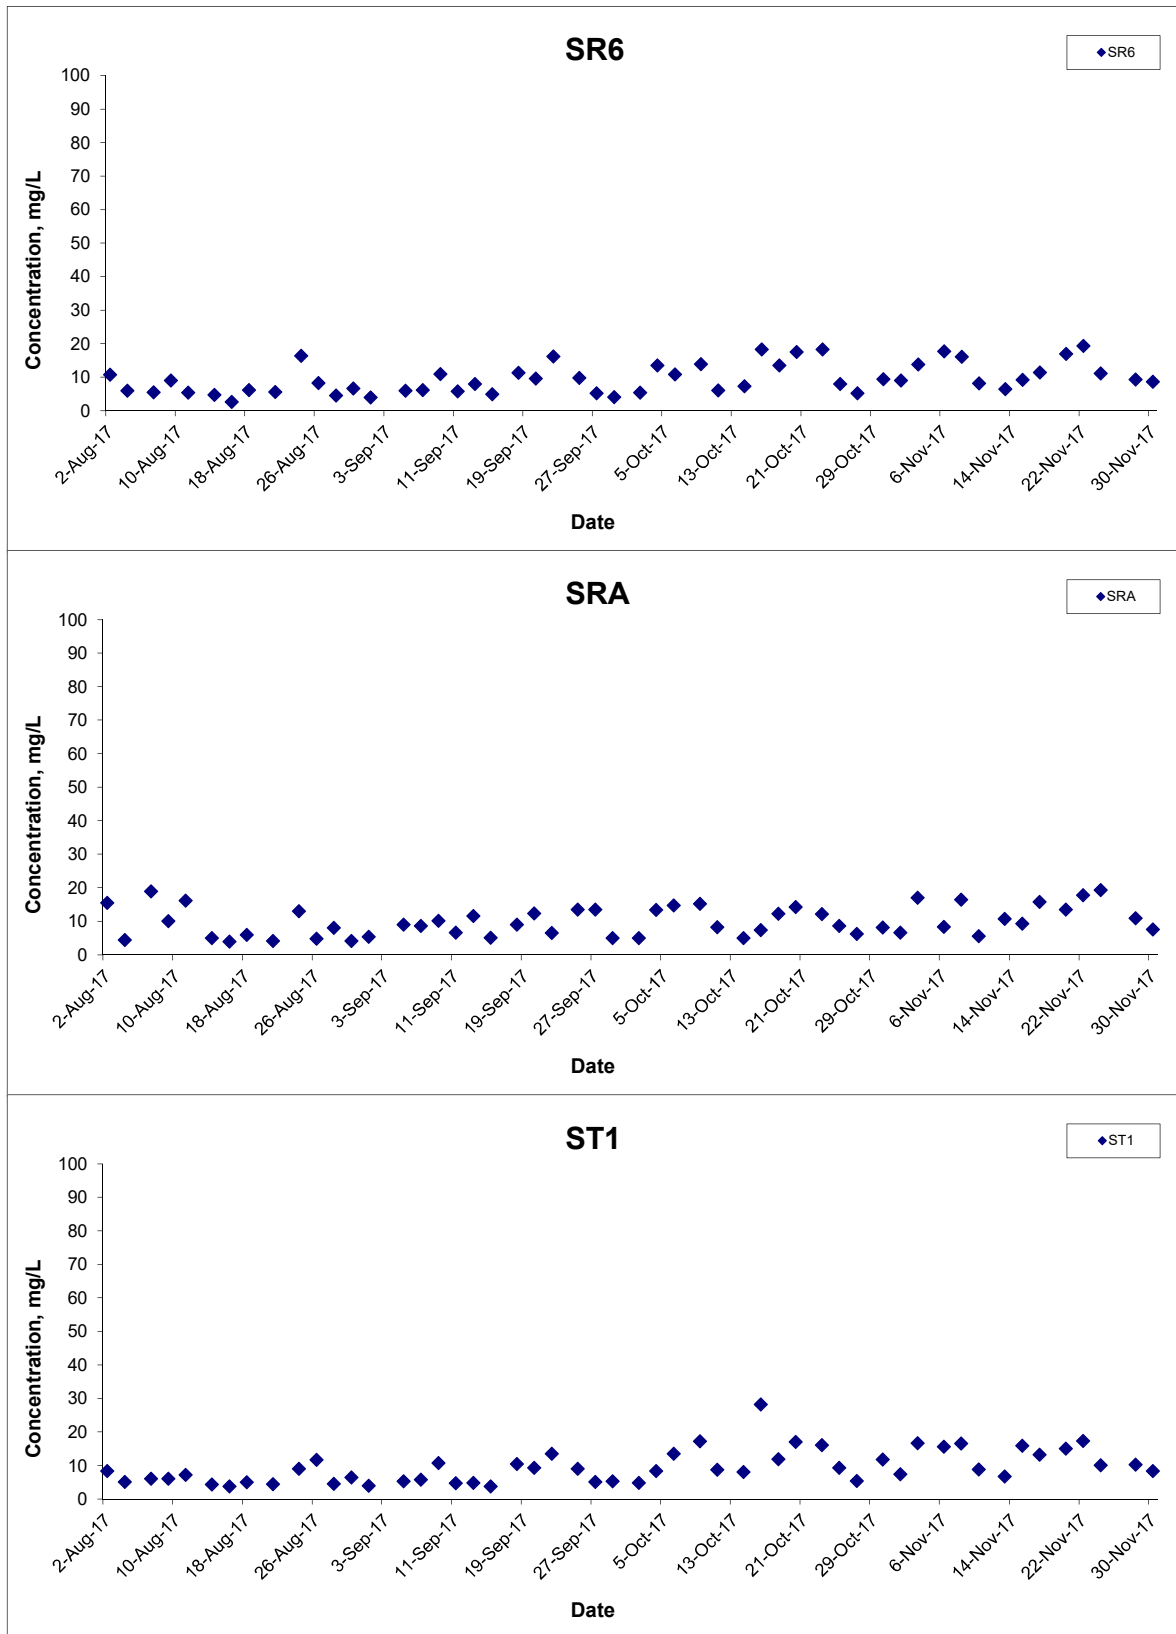 SR6
SR6
100
90
80
70
60
50
40
30
20
10
0
Concentration, mg/L
2-Aug-17
10-Aug-17
18-Aug-17
26-Aug-17
3-Sep-17
11-Sep-17
19-Sep-17
27-Sep-17
5-Oct-17
13-Oct-17
21-Oct-17
29-Oct-17
6-Nov-17
14-Nov-17
22-Nov-17
30-Nov-17
Date
SRA
SRA
100
90
80
70
60
50
40
30
20
10
0
Concentration, mg/L
2-Aug-17
10-Aug-17
18-Aug-17
26-Aug-17
3-Sep-17
11-Sep-17
19-Sep-17
27-Sep-17
5-Oct-17
13-Oct-17
21-Oct-17
29-Oct-17
6-Nov-17
14-Nov-17
22-Nov-17
30-Nov-17
Date
ST1
ST1
100
90
80
70
60
50
40
30
20
10
0
Concentration, mg/L
2-Aug-17
10-Aug-17
18-Aug-17
26-Aug-17
3-Sep-17
11-Sep-17
19-Sep-17
27-Sep-17
5-Oct-17
13-Oct-17
21-Oct-17
29-Oct-17
6-Nov-17
14-Nov-17
22-Nov-17
30-Nov-17
Date